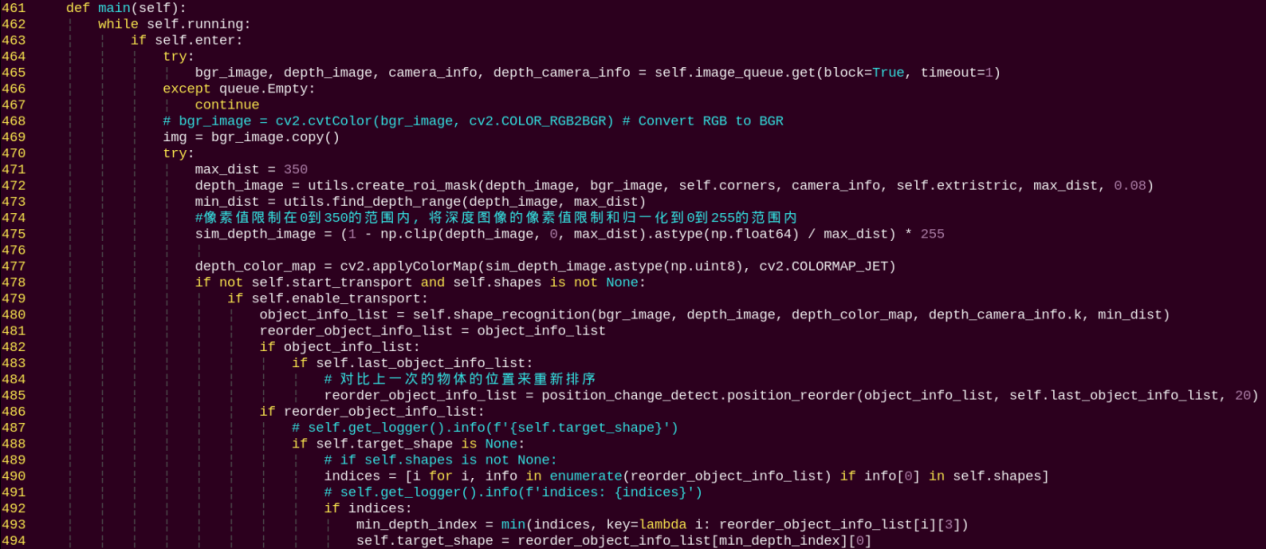 461     def main(self):
462         while self.running:
463             if self.enter:
464                 try:
465                     bgr_image, depth_image, camera_info, depth_camera_info = self.image_queue.get(block=True, timeout=1)
466                 except queue.Empty:
467                     continue
468                 # bgr_image = cv2.cvtColor(bgr_image, cv2.COLOR_RGB2BGR) # Convert RGB to BGR
469                 img = bgr_image.copy()
470                 try:
471                     max_dist = 350
472                     depth_image = utils.create_roi_mask(depth_image, bgr_image, self.corners, camera_info, self.extristric, max_dist, 0.08)
473                     min_dist = utils.find_depth_range(depth_image, max_dist)
474                     #像素值限制在0到350的范围内, 将深度图像的像素值限制和归一化到0到255的范围内
475                     sim_depth_image = (1 - np.clip(depth_image, 0, max_dist).astype(np.float64) / max_dist) * 255
476
477                     depth_color_map = cv2.applyColorMap(sim_depth_image.astype(np.uint8), cv2.COLORMAP_JET)
478                     if not self.start_transport and self.shapes is not None:
479                         if self.enable_transport:
480                             object_info_list = self.shape_recognition(bgr_image, depth_image, depth_color_map, depth_camera_info.k, min_dist)
481                             reorder_object_info_list = object_info_list
482                             if object_info_list:
483                                 if self.last_object_info_list:
484                                     # 对比上一次的物体的位置来重新排序
485                                     reorder_object_info_list = position_change_detect.position_reorder(object_info_list, self.last_object_info_list, 20)
486                             if reorder_object_info_list:
487                                 # self.get_logger().info(f'{self.target_shape}')
488                                 if self.target_shape is None:
489                                     # if self.shapes is not None:
490                                     indices = [i for i, info in enumerate(reorder_object_info_list) if info[0] in self.shapes]
491                                     # self.get_logger().info(f'indices: {indices}')
492                                     if indices:
493                                         min_depth_index = min(indices, key=lambda i: reorder_object_info_list[i][3])
494                                         self.target_shape = reorder_object_info_list[min_depth_index][0]